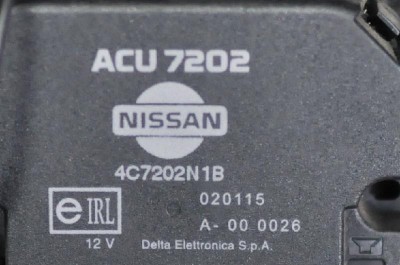 ACU 7202
NISSAN
4C7202N1B
e IRL
020115
A- 00 0026
12 V
Delta Elettronica S.p.A.